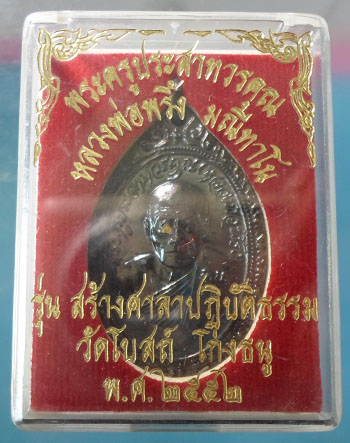 พระครูประสาทวรคุณ
หลวงพ่อพริ้ง มณีทาโน
รุ่น สร้างศาลาปฏิบัติธรรม
วัดโบสถ์ โก่งธนู
พ.ศ. ๒๕๕๒